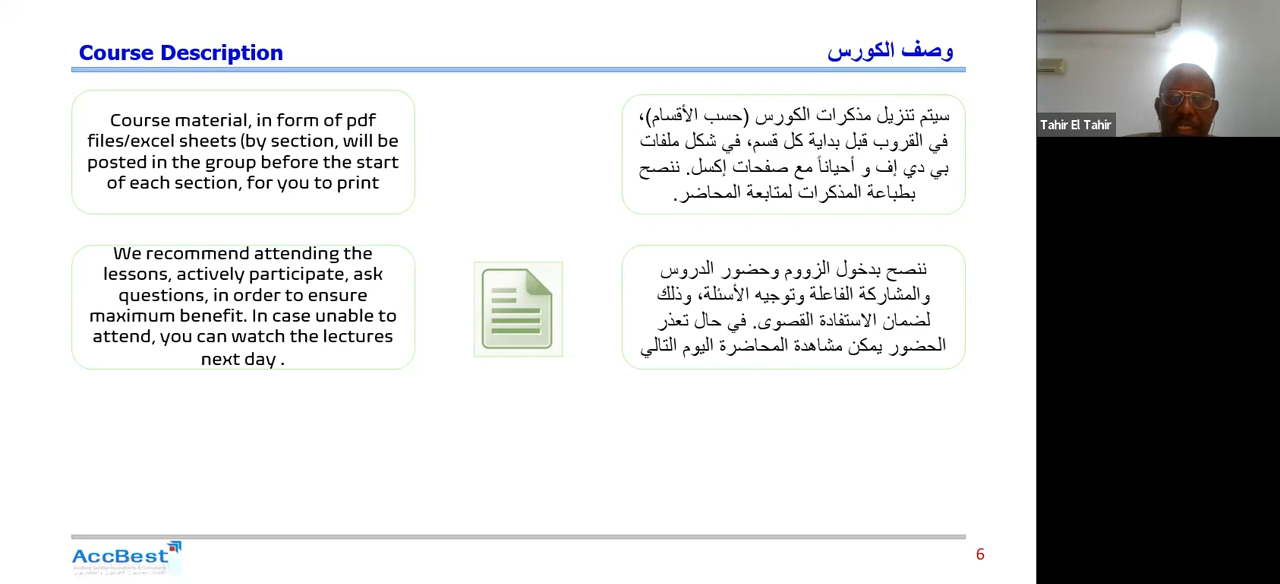 Course Description
وصف الكورس
Course material, in form of pdf
files/excel sheets (by section, will be
posted in the group before the start
of each section, for you to print
سيتم تنزيل مذكرات الكورس (حسب الأقسام)،
في القروب قبل بداية كل قسم، في شكل ملفات
بي دي إف و أحياناً مع صفحات إكسل. ننصح
بطباعة المذكرات لمتابعة المحاضر.
We recommend attending the
lessons, actively participate, ask
questions, in order to ensure
maximum benefit. In case unable to
attend, you can watch the lectures
next day .
ننصح بدخول الزووم وحضور الدروس
والمشاركة الفاعلة وتوجيه الأسئلة، وذلك
لضمان الاستفادة القصوى. في حال تعذر
الحضور يمكن مشاهدة المحاضرة اليوم التالي
Tahir El Tahir
AccBest
6